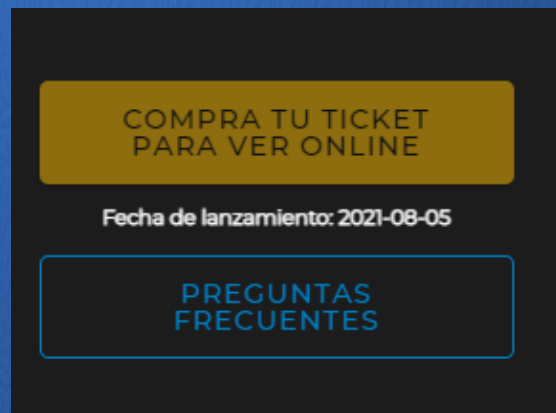 COMPRA TU TICKET
PARA VER ONLINE
Fecha de lanzamiento: 2021-08-05
PREGUNTAS
FRECUENTES